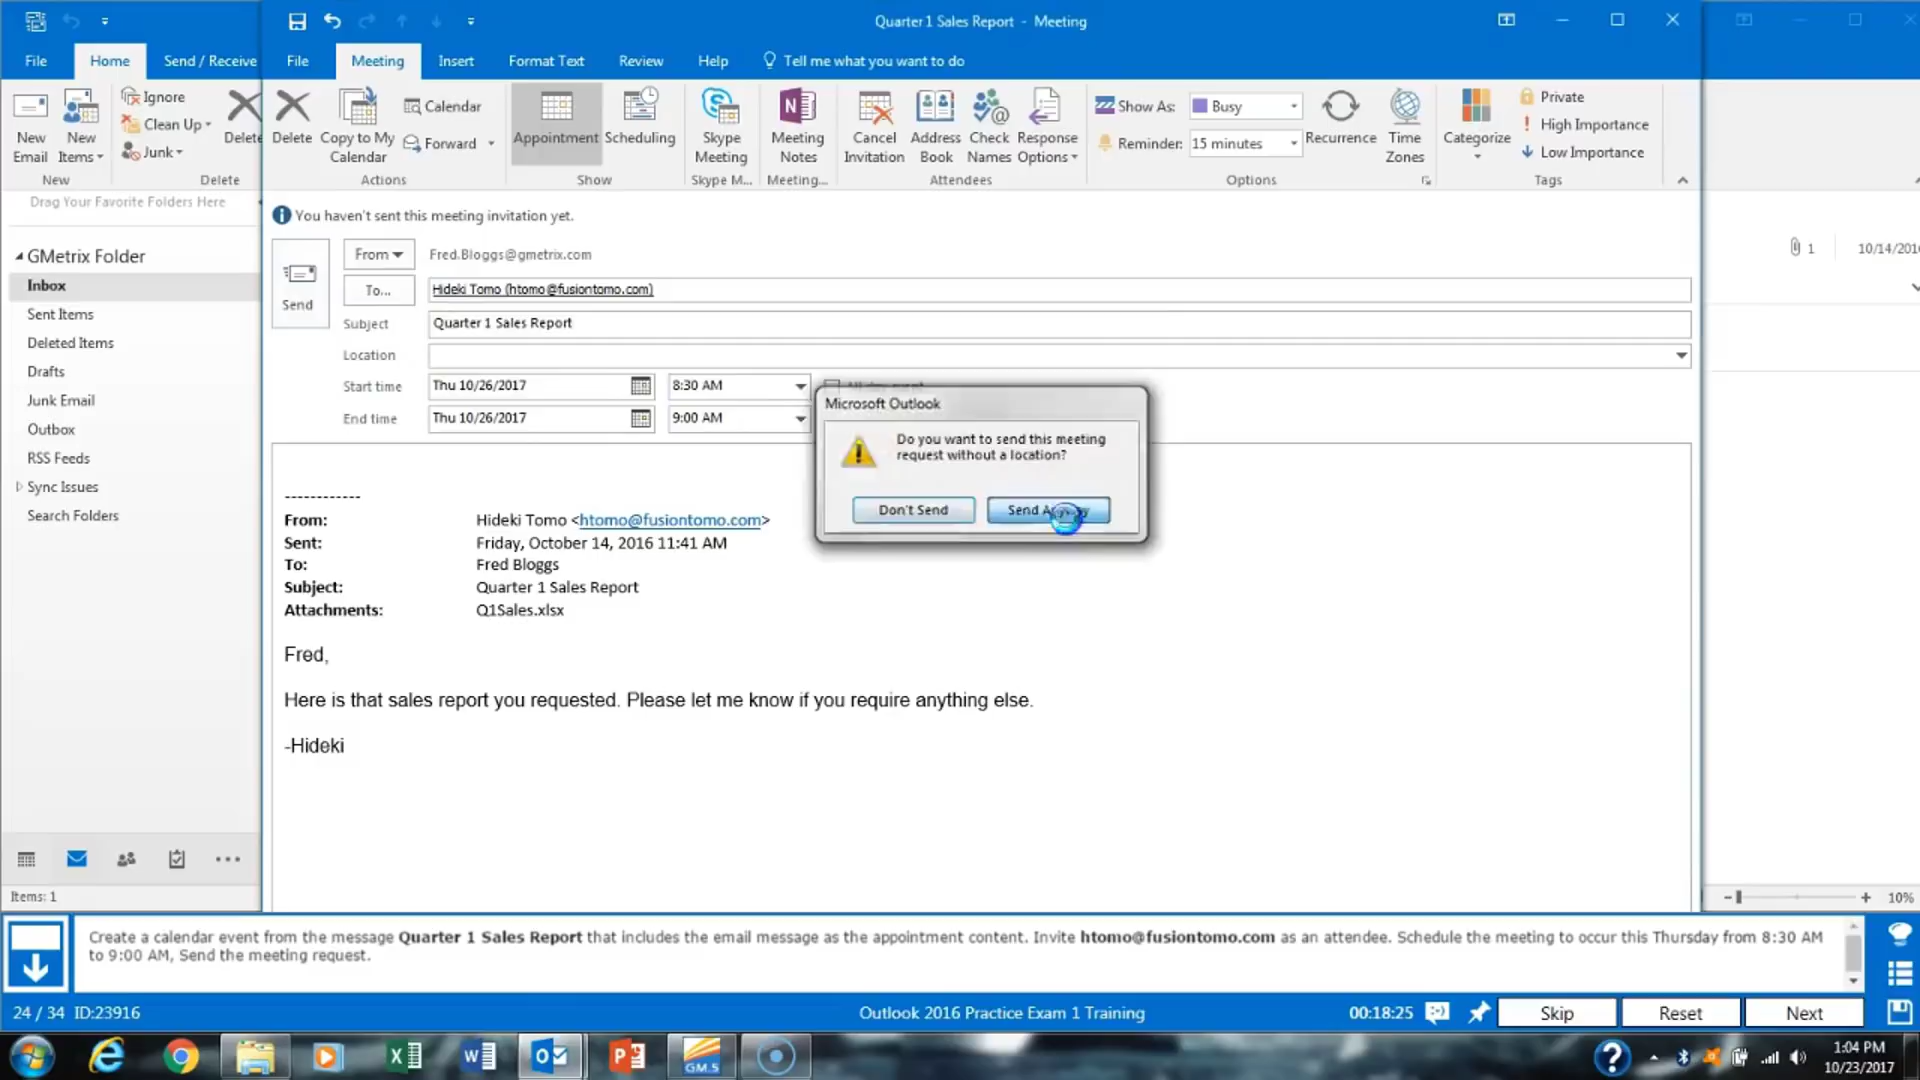 Quarter 1 Sales Report - Meeting
File
Home
Send / Receive
File
Meeting
Insert
Format Text
Review
Help
Tell me what you want to do
New Email
New Items
Ignore
Clean Up
Junk
Delete
Delete
Copy to My Calendar
Calendar
Forward
Appointment
Scheduling
Skype Meeting
Meeting Notes
Cancel Invitation
Address Book
Check Names
Response Options
Show As:
Busy
Reminder:
15 minutes
Recurrence
Time Zones
Categorize
Private
High Importance
Low Importance
New
Delete
Actions
Show
Skype M...
Meeting...
Attendees
Options
Tags
Drag Your Favorite Folders Here
GMetrix Folder
Inbox
Sent Items
Deleted Items
Drafts
Junk Email
Outbox
RSS Feeds
Sync Issues
Search Folders
Items: 1
You haven't sent this meeting invitation yet.
Send
From
Fred.Bloggs@gmetrix.com
To...
Hideki Tomo (htomo@fusiontomo.com)
Subject
Quarter 1 Sales Report
Location
Start time
Thu 10/26/2017
8:30 AM
End time
Thu 10/26/2017
9:00 AM
1
10/14/2016
Microsoft Outlook
Do you want to send this meeting
request without a location?
Don't Send
Send
------------
From: Hideki Tomo <htomo@fusiontomo.com>
Sent: Friday, October 14, 2016 11:41 AM
To: Fred Bloggs
Subject: Quarter 1 Sales Report
Attachments: Q1Sales.xlsx
Fred,
Here is that sales report you requested. Please let me know if you require anything else.
-Hideki
10%
Create a calendar event from the message Quarter 1 Sales Report that includes the email message as the appointment content. Invite htomo@fusiontomo.com as an attendee. Schedule the meeting to occur this Thursday from 8:30 AM
to 9:00 AM, Send the meeting request.
24 / 34 ID:23916
Outlook 2016 Practice Exam 1 Training
00:18:25
Skip
Reset
Next
GM.5
1:04 PM
10/23/2017